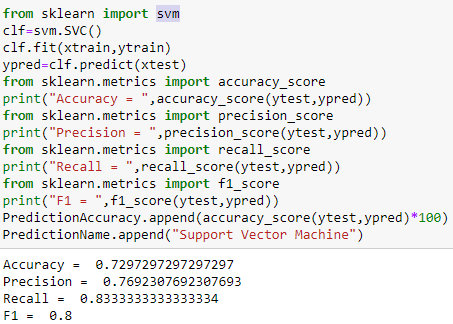 from sklearn import svm
clf=svm.SVC()
clf.fit(xtrain,ytrain)
ypred=clf.predict(xtest)
from sklearn.metrics import accuracy_score
print("Accuracy = ",accuracy_score(ytest,ypred))
from sklearn.metrics import precision_score
print("Precision = ",precision_score(ytest,ypred))
from sklearn.metrics import recall_score
print("Recall = ",recall_score(ytest,ypred))
from sklearn.metrics import f1_score
print("F1 = ",f1_score(ytest,ypred))
PredictionAccuracy.append(accuracy_score(ytest,ypred)*100)
PredictionName.append("Support Vector Machine")
Accuracy =  0.7297297297297297
Precision =  0.7692307692307693
Recall =  0.8333333333333334
F1 =  0.8